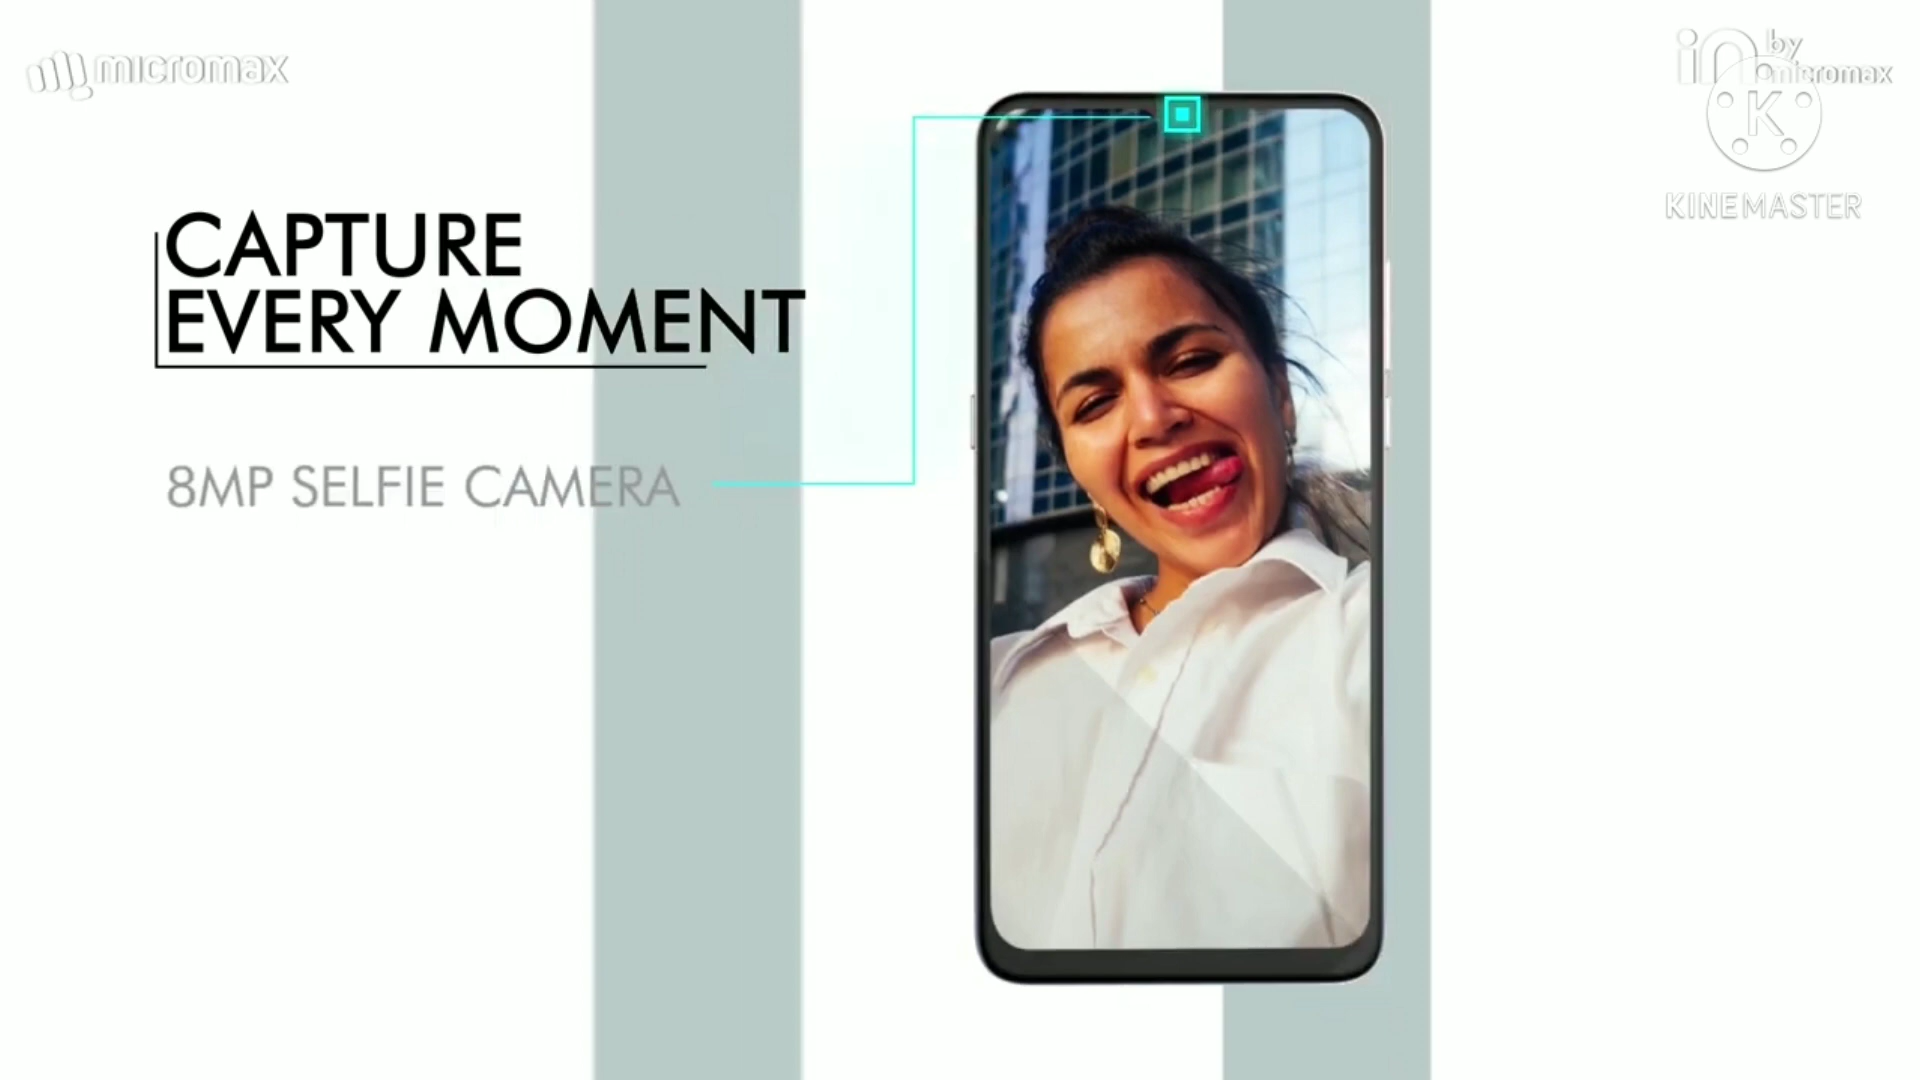 micromax
in by micromax
K
KINEMASTER
CAPTURE
EVERY MOMENT
8MP SELFIE CAMERA